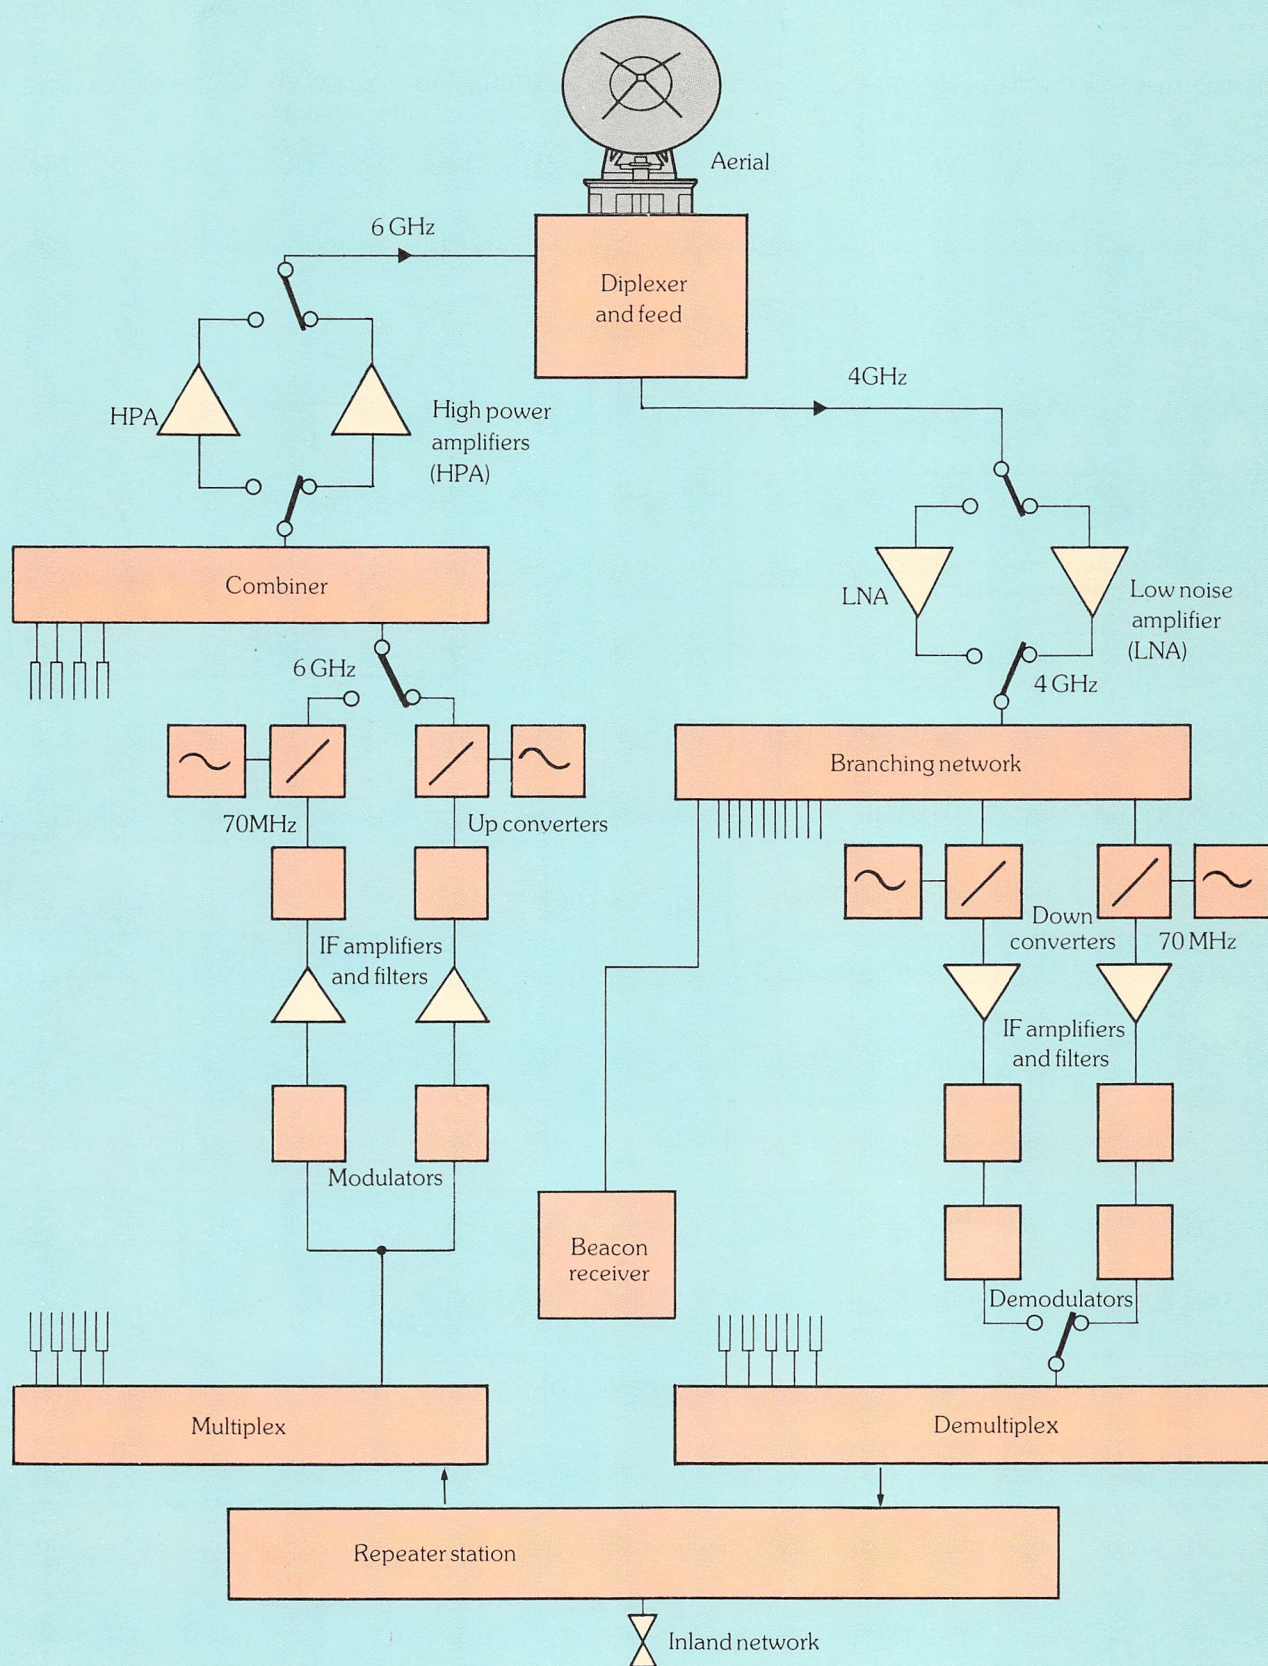 Aerial
6 GHz
Diplexer
and feed
4GHz
HPA
High power
amplifiers
(HPA)
Combiner
LNA
Low noise
amplifier
(LNA)
6 GHz
4 GHz
Branching network
70MHz
Up converters
Down
converters
70 MHz
IF amplifiers
and filters
IF amplifiers
and filters
Modulators
Beacon
receiver
Demodulators
Multiplex
Demultiplex
Repeater station
Inland network